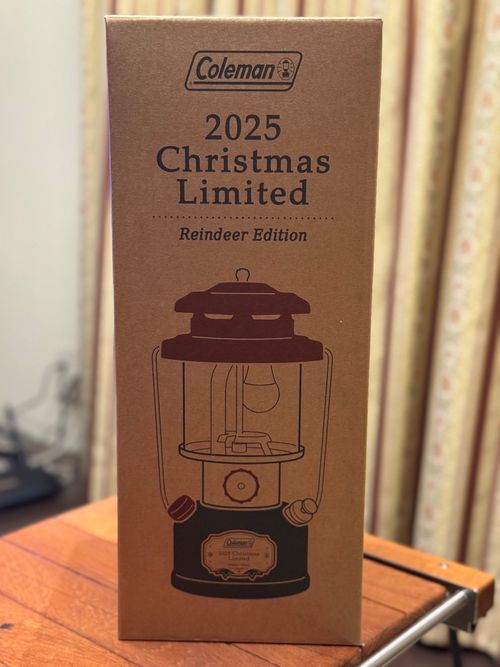 Coleman
2025
Christmas
Limited
Reindeer Edition
Coleman
2025 Christmas
Limited